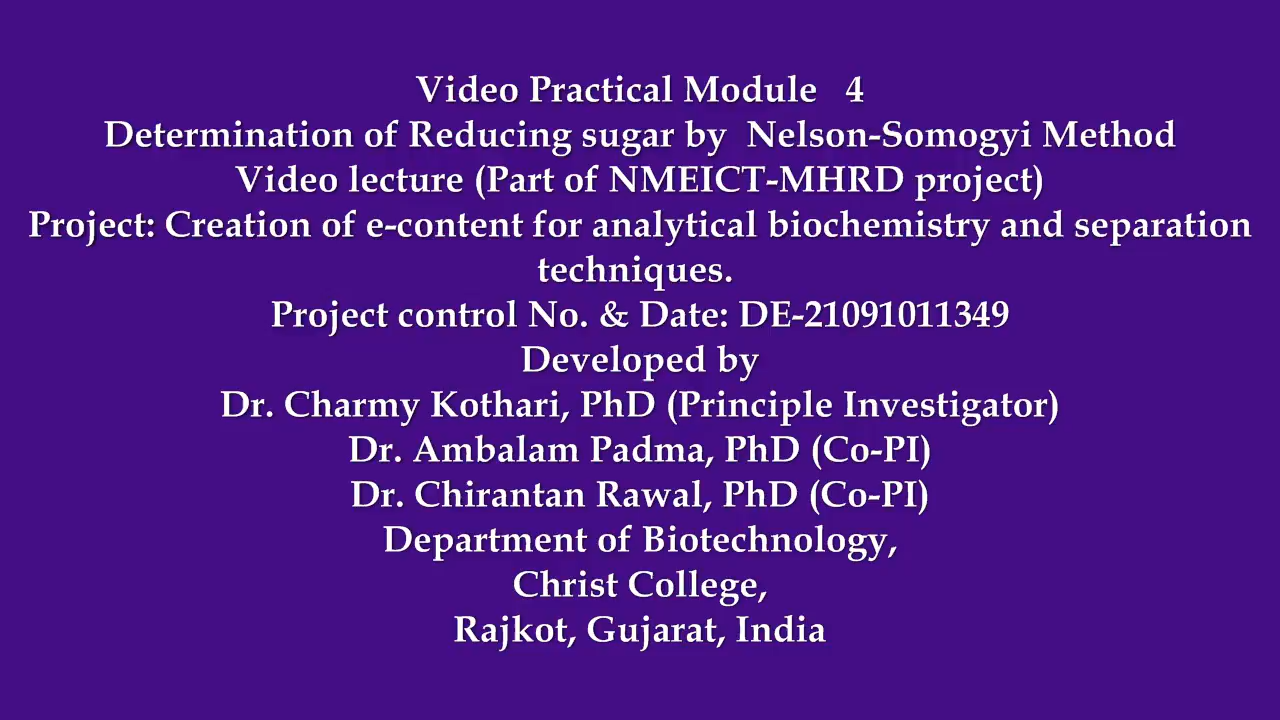 Video Practical Module 4
Determination of Reducing sugar by Nelson-Somogyi Method
Video lecture (Part of NMEICT-MHRD project)
Project: Creation of e-content for analytical biochemistry and separation
techniques.
Project control No. & Date: DE-21091011349
Developed by
Dr. Charmy Kothari, PhD (Principle Investigator)
Dr. Ambalam Padma, PhD (Co-PI)
Dr. Chirantan Rawal, PhD (Co-PI)
Department of Biotechnology,
Christ College,
Rajkot, Gujarat, India